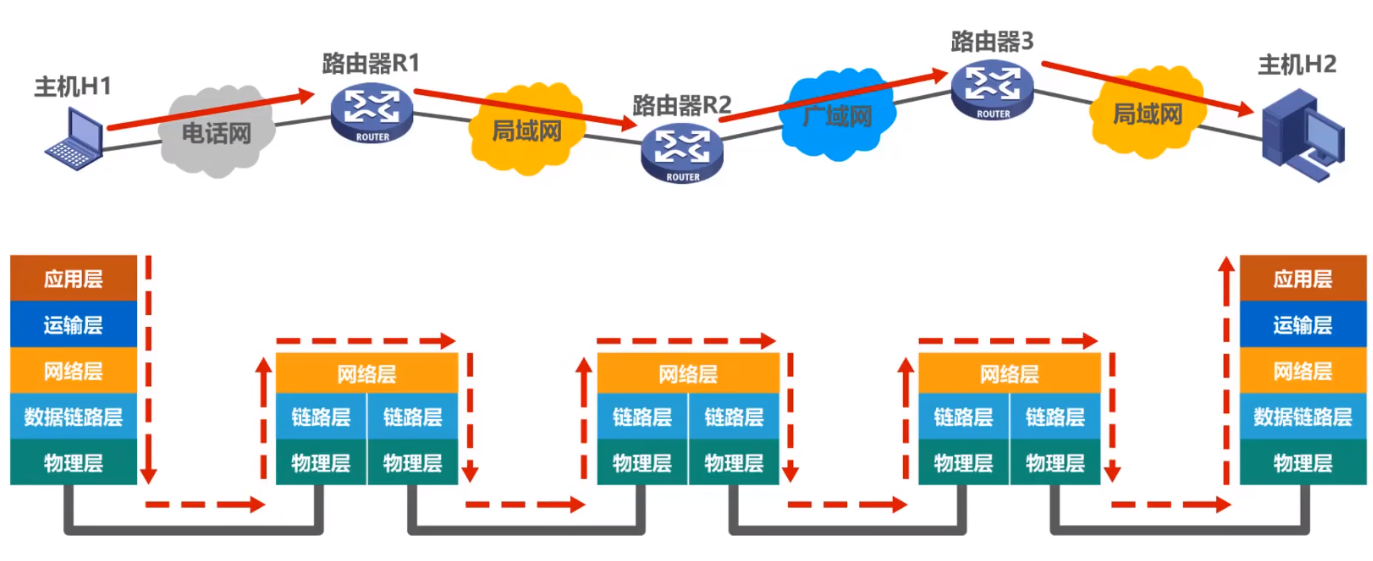 主机H1
路由器R1
路由器R2
路由器3
主机H2
电话网
局域网
广域网
局域网
ROUTER
ROUTER
ROUTER
应用层
运输层
网络层
数据链路层
物理层
网络层
链路层 链路层
物理层 物理层
网络层
链路层 链路层
物理层 物理层
网络层
链路层 链路层
物理层 物理层
应用层
运输层
网络层
数据链路层
物理层